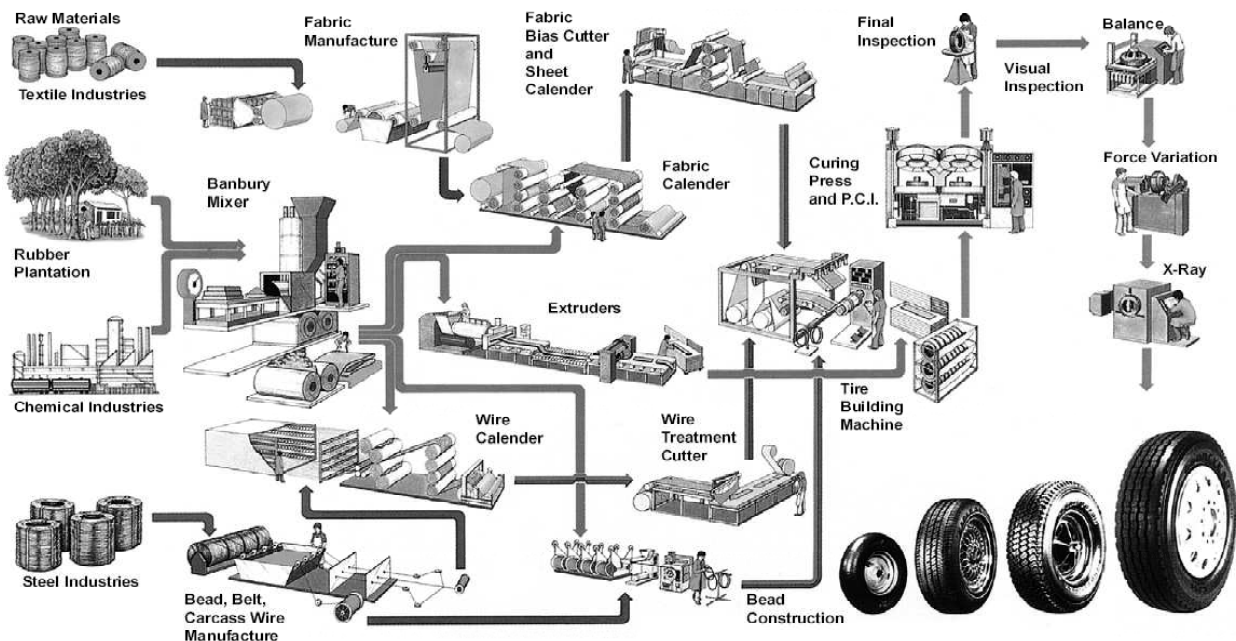 Raw Materials
Textile Industries
Fabric
Manufacture
Fabric
Bias Cutter
and
Sheet
Calender
Final
Inspection
Visual
Inspection
Balance
Rubber
Plantation
Banbury
Mixer
Fabric
Calender
Curing
Press
and P.C.I.
Force Variation
X-Ray
Chemical Industries
Extruders
Tire
Building
Machine
Wire
Calender
Wire
Treatment
Cutter
Steel Industries
Bead, Belt,
Carcass Wire
Manufacture
Bead
Construction